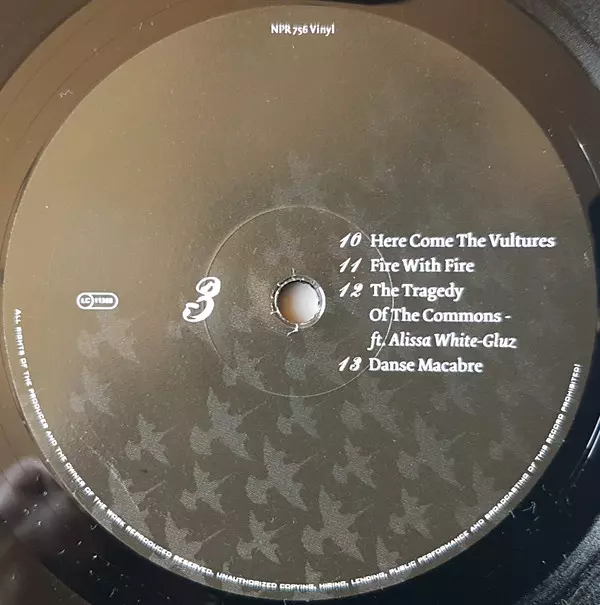 NPR 756 Vinyl
10 Here Come The Vultures
11 Fire With Fire
12 The Tragedy
Of The Commons -
ft. Alissa White-Gluz
13 Danse Macabre
LC 11369
3
ALL RIGHTS OF THE PRODUCER AND THE OWNER OF THE WORK REPRODUCED RESERVED. UNAUTHORIZED COPYING, HIRING, LENDING, PUBLIC PERFORMANCE AND BROADCASTING OF THIS RECORD PROHIBITED!